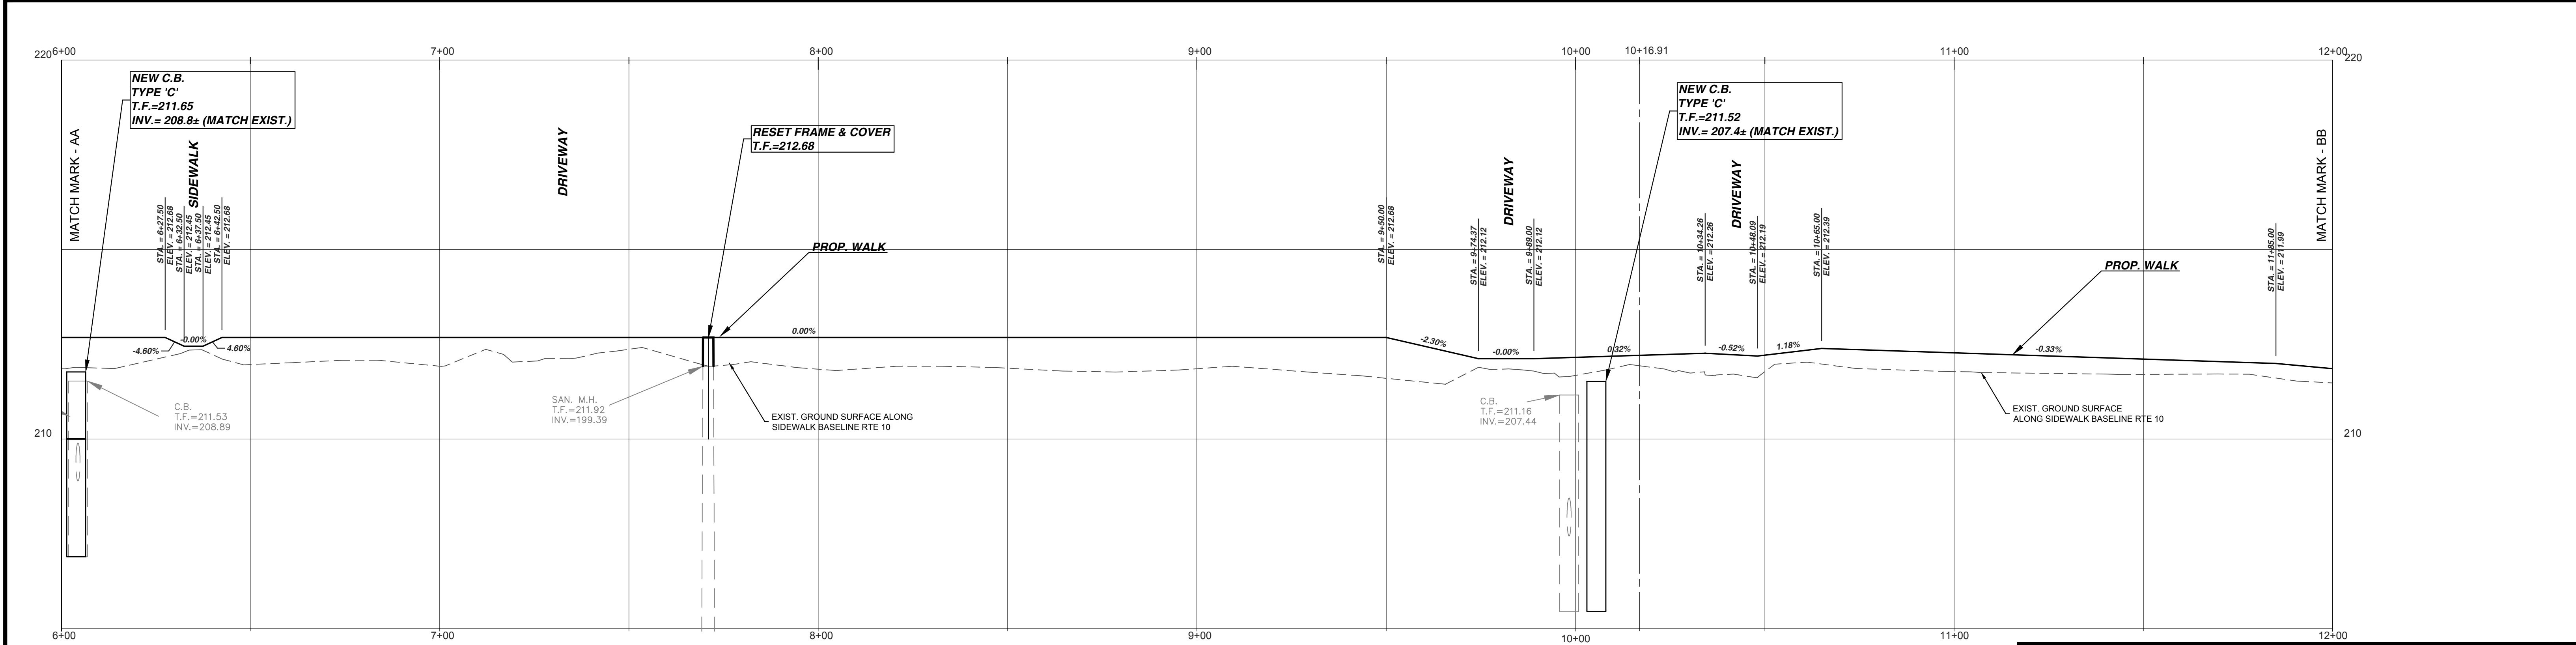 6+00
7+00
8+00
9+00
10+00
10+16.91
11+00
12+00
220
220
NEW C.B.
TYPE 'C'
T.F.=211.65
INV.= 208.8± (MATCH EXIST.)
MATCH MARK - AA
SIDEWALK
STA. = 6+27.50
ELEV. = 212.68
STA. = 6+32.50
ELEV. = 212.45
STA. = 6+37.50
ELEV. = 212.45
STA. = 6+42.50
ELEV. = 212.68
DRIVEWAY
RESET FRAME & COVER
T.F.=212.68
PROP. WALK
STA. = 9+50.00
ELEV. = 212.68
STA. = 9+74.37
ELEV. = 212.12
DRIVEWAY
STA. = 9+89.00
ELEV. = 212.12
NEW C.B.
TYPE 'C'
T.F.=211.52
INV.= 207.4± (MATCH EXIST.)
STA. = 10+34.26
ELEV. = 212.26
DRIVEWAY
STA. = 10+48.09
ELEV. = 212.19
STA. = 10+65.00
ELEV. = 212.39
PROP. WALK
STA. = 11+85.00
ELEV. = 211.99
MATCH MARK - BB
-4.60%
-0.00%
4.60%
0.00%
-2.30%
-0.00%
0.32%
-0.52%
1.18%
-0.33%
C.B.
T.F.=211.53
INV.=208.89
SAN. M.H.
T.F.=211.92
INV.=199.39
EXIST. GROUND SURFACE ALONG
SIDEWALK BASELINE RTE 10
C.B.
T.F.=211.16
INV.=207.44
EXIST. GROUND SURFACE
ALONG SIDEWALK BASELINE RTE 10
210
210
6+00
7+00
8+00
9+00
10+00
11+00
12+00